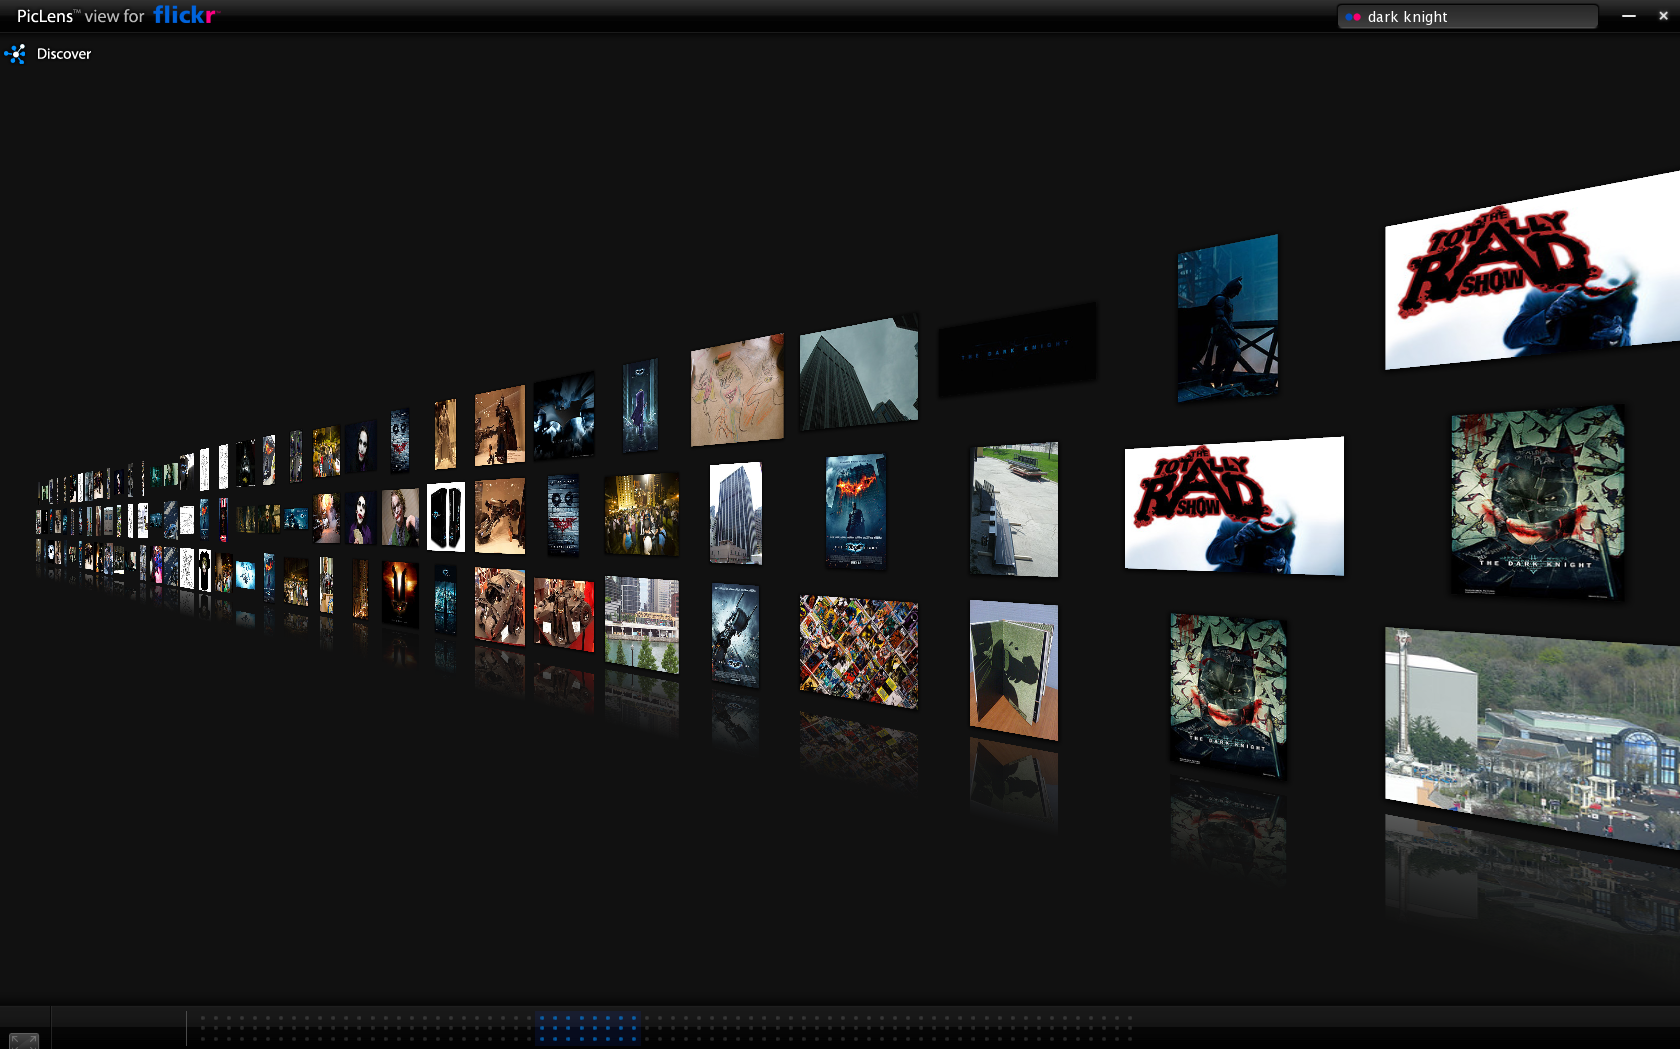 PicLens™ view for flickr
dark knight
Discover
THE
TOTALLY
RAD
SHOW
THE DARK KNIGHT
THE
TOTALLY
RAD
SHOW
THE DARK KNIGHT
THE DARK KNIGHT